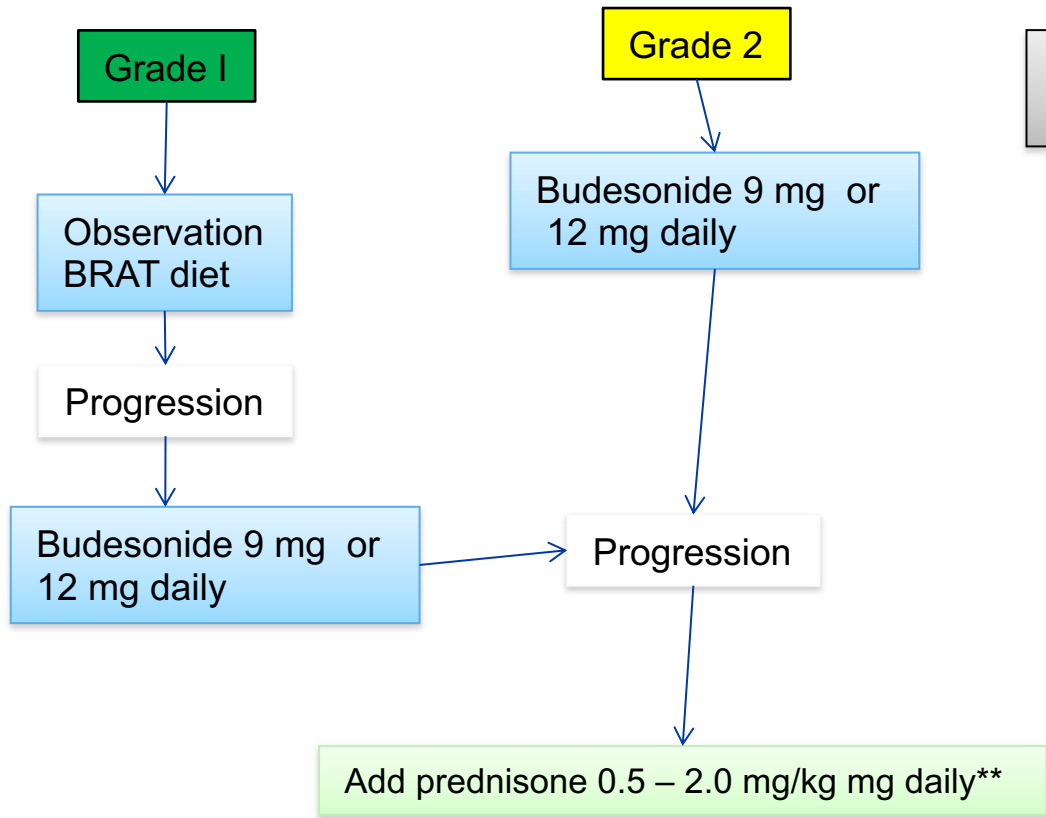 Grade I
Grade 2
Observation
BRAT diet
Budesonide 9 mg or
12 mg daily
Progression
Budesonide 9 mg or
12 mg daily
Progression
Add prednisone 0.5 – 2.0 mg/kg mg daily**